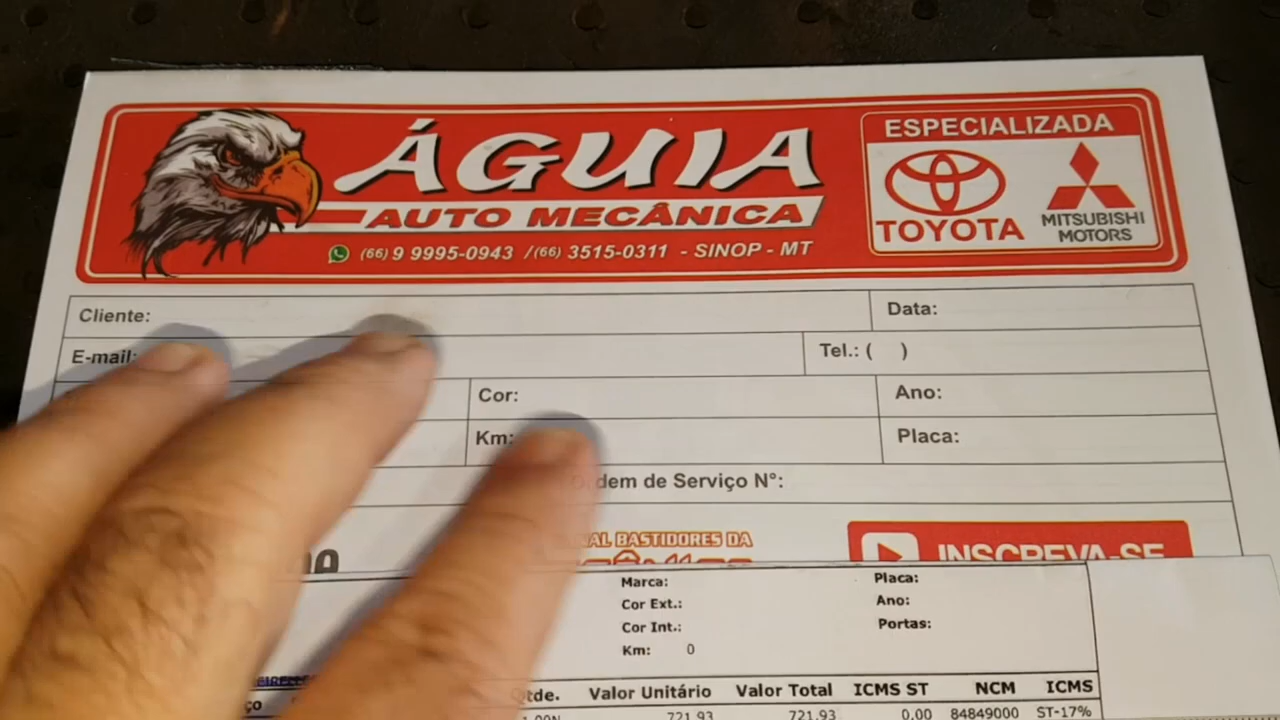 ÁGUIA
AUTO MECÂNICA
(66) 9 9995-0943 /(66) 3515-0311 - SINOP - MT
ESPECIALIZADA
TOYOTA
MITSUBISHI
MOTORS
Cliente: Data:
E-mail: Tel.: ( )
Cor: Ano:
Km: Placa:
Ordem de Serviço N°:
BASTIDORES DA
INSCREVA-SE
Marca: Placa:
Cor Ext.: Ano:
Cor Int.: Portas:
Km: 0
Qtde. Valor Unitário Valor Total ICMS ST NCM ICMS
721,93 721,93 0,00 84849000 ST-17%